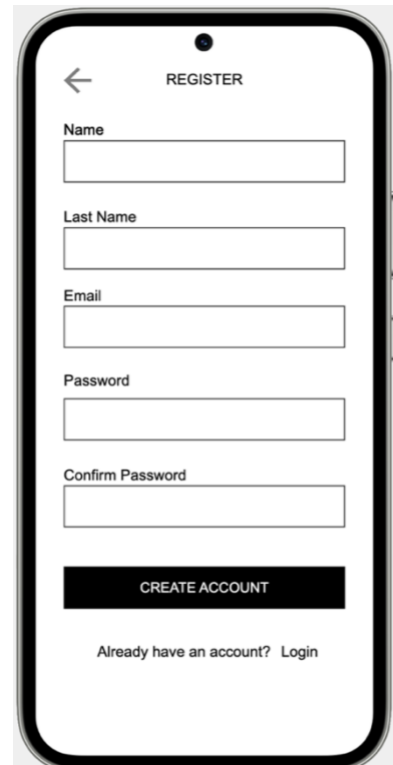 REGISTER
Name
Last Name
Email
Password
Confirm Password
CREATE ACCOUNT
Already have an account? Login